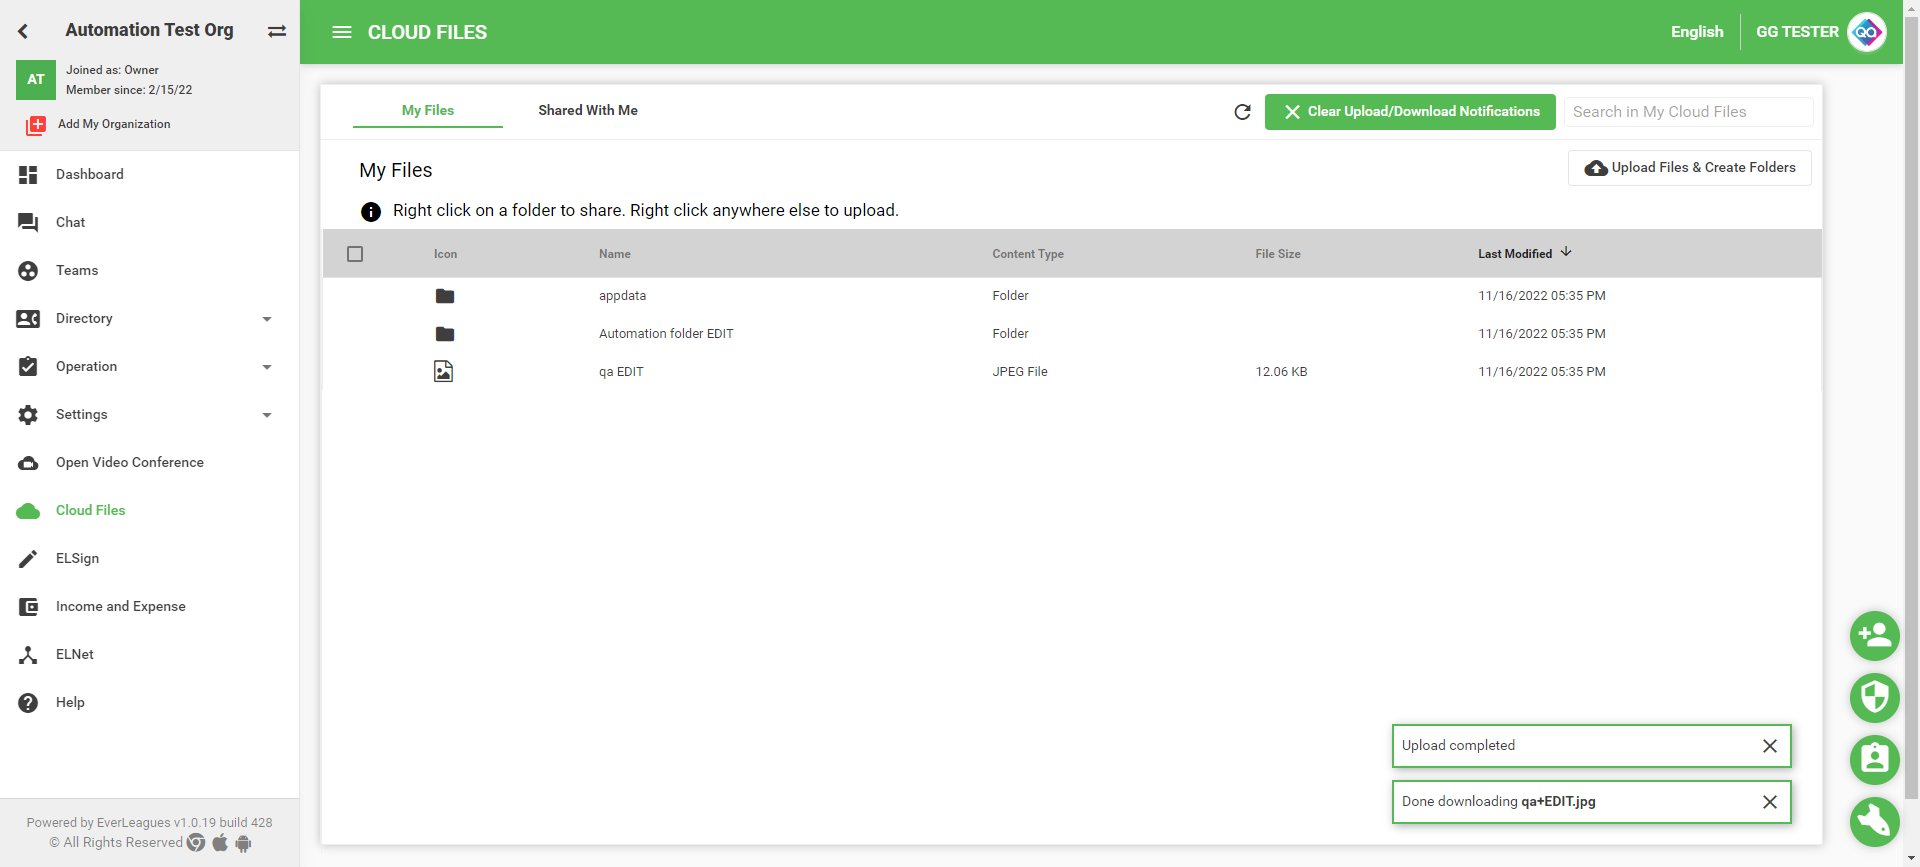 Automation Test Org
AT
Joined as: Owner
Member since: 2/15/22
Add My Organization
Dashboard
Chat
Teams
Directory
Operation
Settings
Open Video Conference
Cloud Files
ELSign
Income and Expense
ELNet
Help
Powered by EverLeagues v1.0.19 build 428
© All Rights Reserved
CLOUD FILES
English
GG TESTER
QA
My Files
Shared With Me
Clear Upload/Download Notifications
Search in My Cloud Files
My Files
Upload Files & Create Folders
Right click on a folder to share. Right click anywhere else to upload.
Icon Name Content Type File Size Last Modified
appdata Folder 11/16/2022 05:35 PM
Automation folder EDIT Folder 11/16/2022 05:35 PM
qa EDIT JPEG File 12.06 KB 11/16/2022 05:35 PM
Upload completed
Done downloading qa+EDIT.jpg